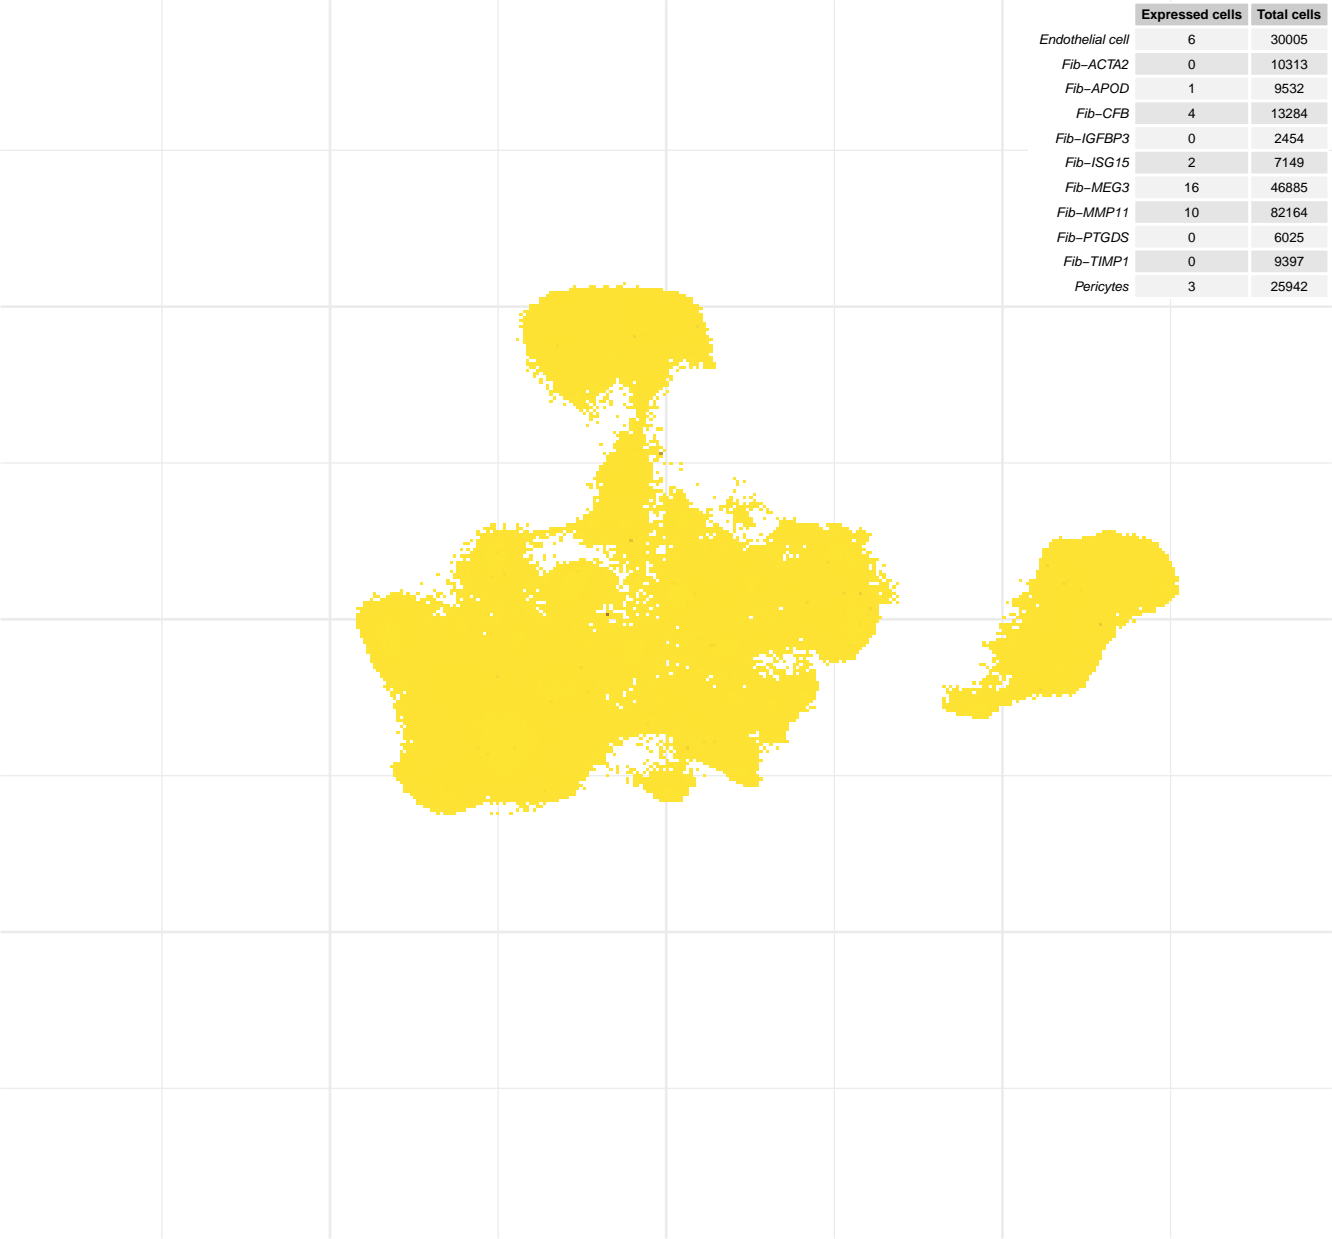 Expressed cells Total cells
Endothelial cell 6 30005
Fib−ACTA2 0 10313
Fib−APOD 1 9532
Fib−CFB 4 13284
Fib−IGFBP3 0 2454
Fib−ISG15 2 7149
Fib−MEG3 16 46885
Fib−MMP11 10 82164
Fib−PTGDS 0 6025
Fib−TIMP1 0 9397
Pericytes 3 25942